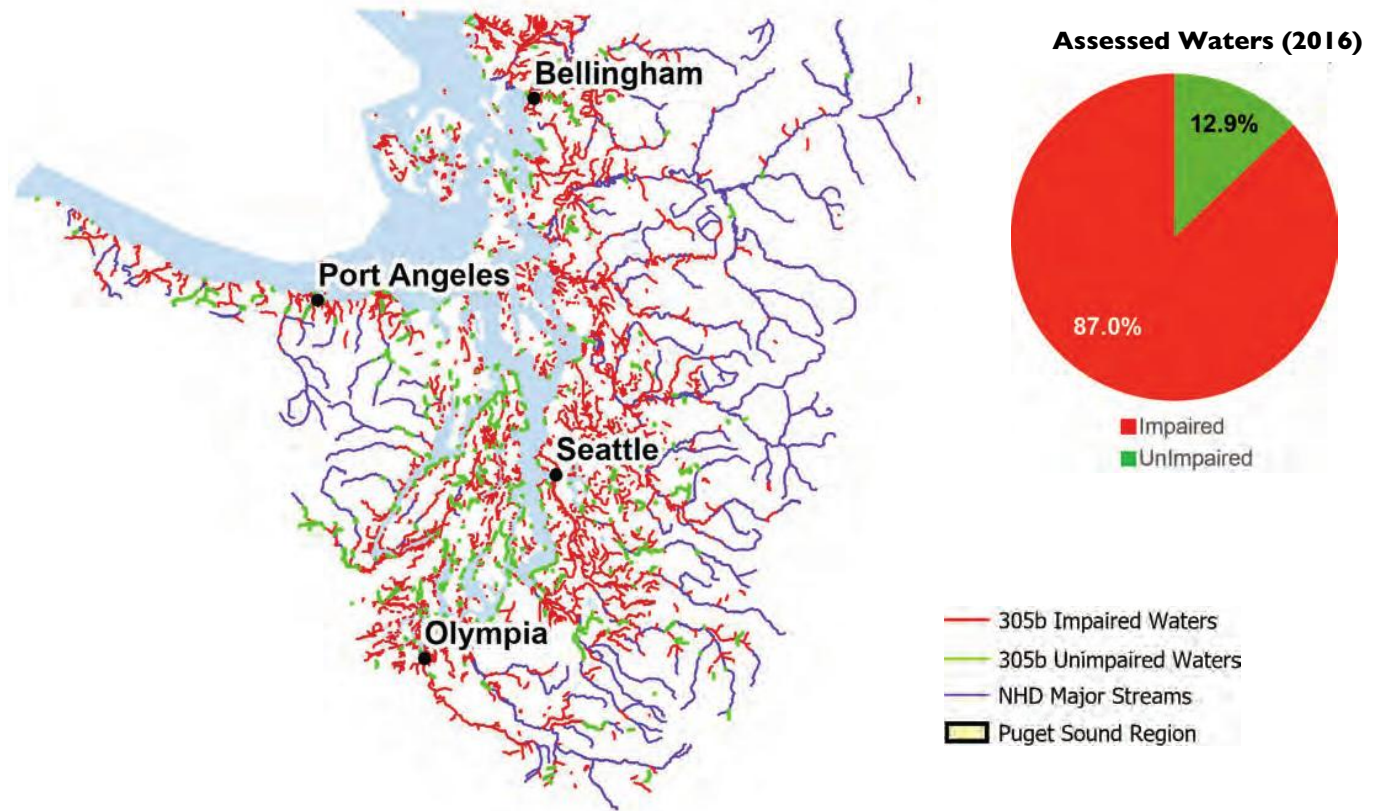 Assessed Waters (2016)
Bellingham
12.9%
Port Angeles
87.0%
Impaired
UnImpaired
Seattle
Olympia
305b Impaired Waters
305b Unimpaired Waters
NHD Major Streams
Puget Sound Region